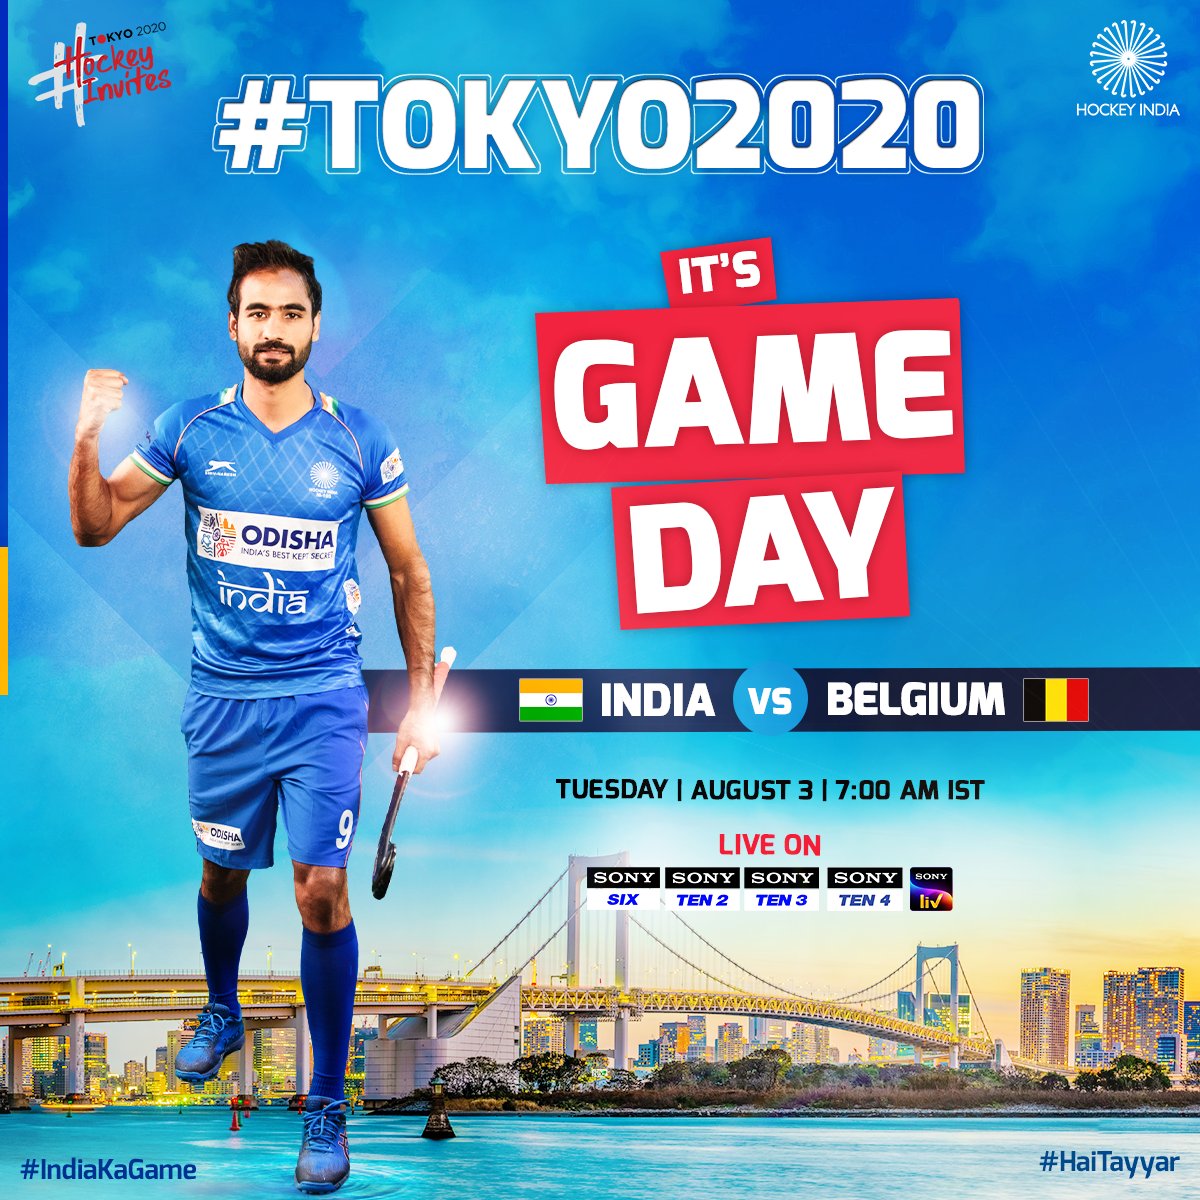 TOKYO 2020
#Hockey
Invites
HOCKEY INDIA
#TOKYO2020
IT'S
GAME
DAY
ODISHA
INDIA'S BEST KEPT SECRET
india
INDIA VS BELGIUM
TUESDAY | AUGUST 3 | 7:00 AM IST
LIVE ON
SONY SIX SONY TEN 2 SONY TEN 3 SONY TEN 4 SONY liv
9
ODISHA
#IndiaKaGame
#HaiTayyar